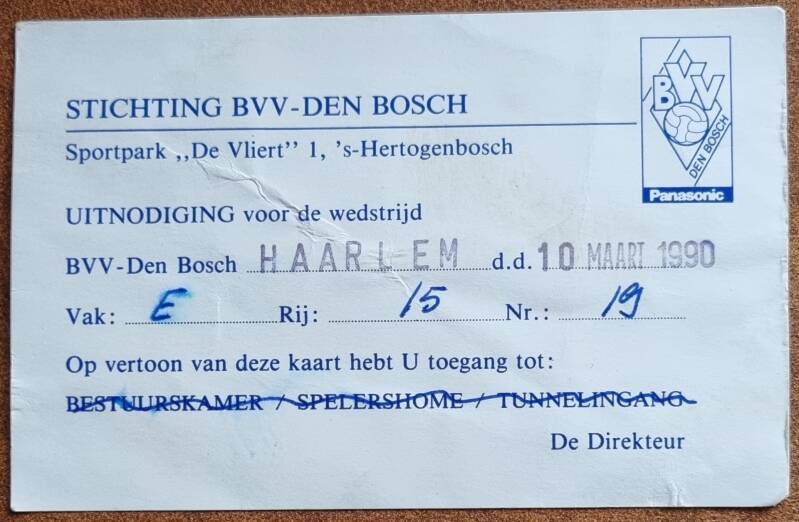 STICHTING BVV-DEN BOSCH
BVV
DEN BOSCH
Panasonic
Sportpark ,,De Vliert'' 1, 's-Hertogenbosch
UITNODIGING voor de wedstrijd
BVV-Den Bosch HAARLEM d.d. 10 MAART 1990
Vak: E Rij: 15 Nr.: 19
Op vertoon van deze kaart hebt U toegang tot:
BESTUURSKAMER / SPELERSHOME / TUNNELINGANG
De Direkteur